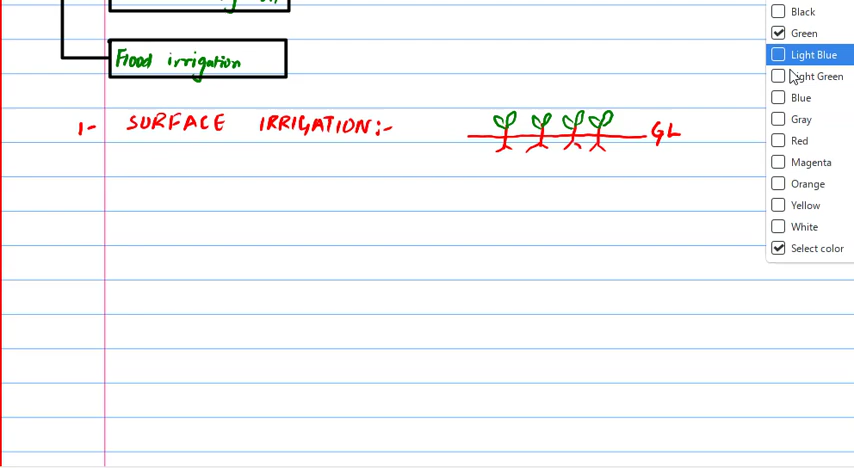 Flood irrigation
1- SURFACE IRRIGATION:-
GL
Black
Green
Light Blue
Light Green
Blue
Gray
Red
Magenta
Orange
Yellow
White
Select color